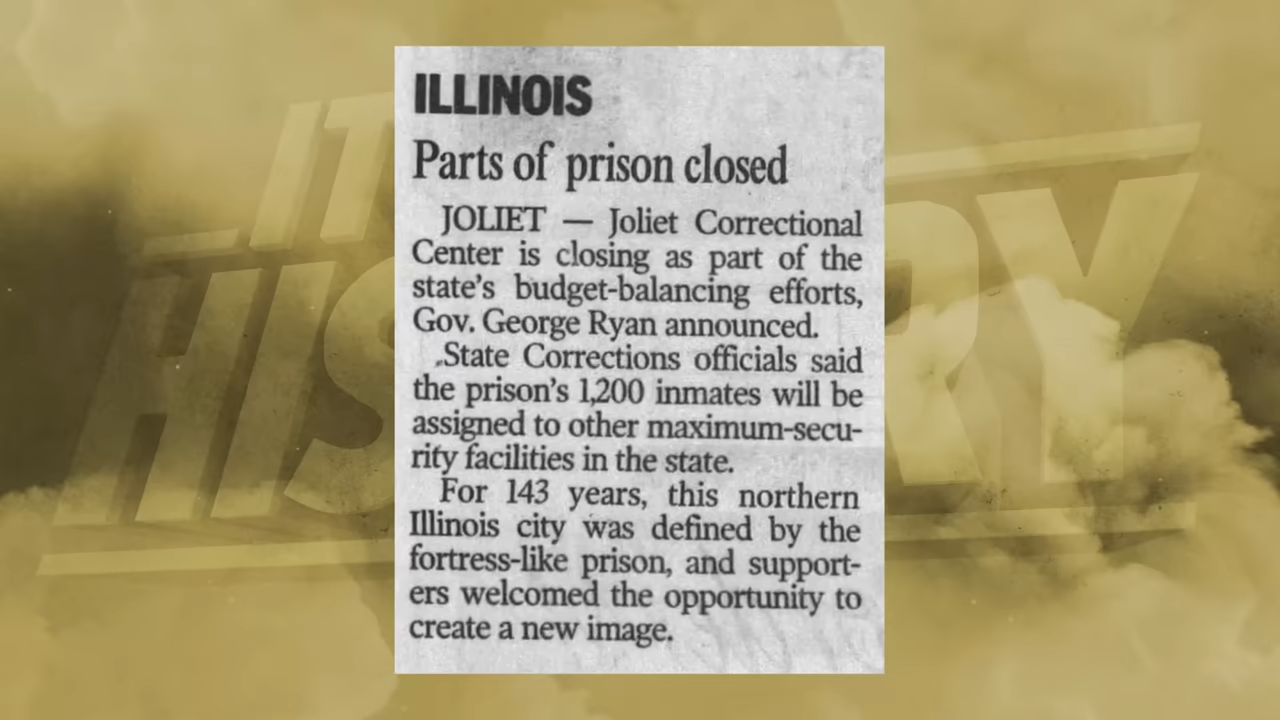 ILLINOIS
Parts of prison closed
JOLIET — Joliet Correctional
Center is closing as part of the
state's budget-balancing efforts,
Gov. George Ryan announced.
State Corrections officials said
the prison's 1,200 inmates will be
assigned to other maximum-secu-
rity facilities in the state.
For 143 years, this northern
Illinois city was defined by the
fortress-like prison, and support-
ers welcomed the opportunity to
create a new image.